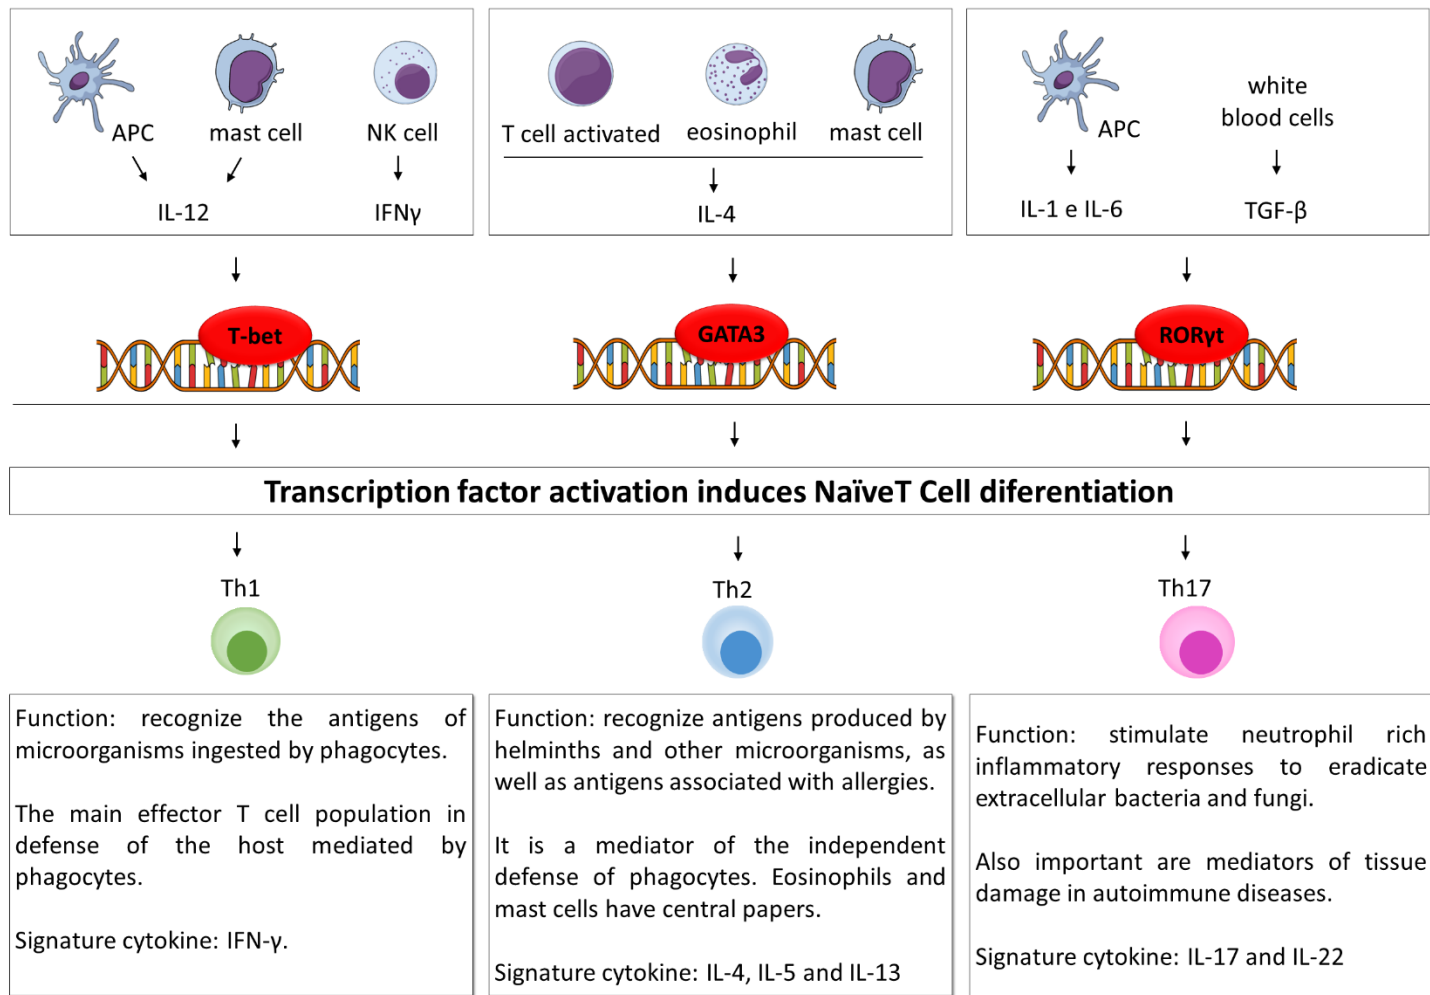 APC
mast cell
NK cell
IL-12
IFNγ
T cell activated
eosinophil
mast cell
IL-4
APC
white
blood cells
IL-1 e IL-6
TGF-β
T-bet
GATA3
RORγt
Transcription factor activation induces NaïveT Cell diferentiation
Th1
Th2
Th17
Function: recognize the antigens of
microorganisms ingested by phagocytes.
The main effector T cell population in
defense of the host mediated by
phagocytes.
Signature cytokine: IFN-γ.
Function: recognize antigens produced by
helminths and other microorganisms, as
well as antigens associated with allergies.
It is a mediator of the independent
defense of phagocytes. Eosinophils and
mast cells have central papers.
Signature cytokine: IL-4, IL-5 and IL-13
Function: stimulate neutrophil rich
inflammatory responses to eradicate
extracellular bacteria and fungi.
Also important are mediators of tissue
damage in autoimmune diseases.
Signature cytokine: IL-17 and IL-22